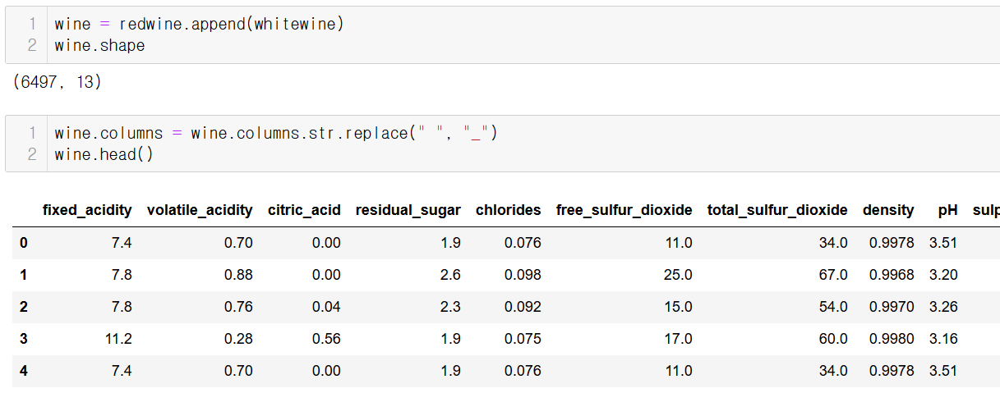 1 wine = redwine.append(whitewine)
2 wine.shape
(6497, 13)
1 wine.columns = wine.columns.str.replace(" ", "_")
2 wine.head()
fixed_acidity volatile_acidity citric_acid residual_sugar chlorides free_sulfur_dioxide total_sulfur_dioxide density pH sulp
0 7.4 0.70 0.00 1.9 0.076 11.0 34.0 0.9978 3.51
1 7.8 0.88 0.00 2.6 0.098 25.0 67.0 0.9968 3.20
2 7.8 0.76 0.04 2.3 0.092 15.0 54.0 0.9970 3.26
3 11.2 0.28 0.56 1.9 0.075 17.0 60.0 0.9980 3.16
4 7.4 0.70 0.00 1.9 0.076 11.0 34.0 0.9978 3.51